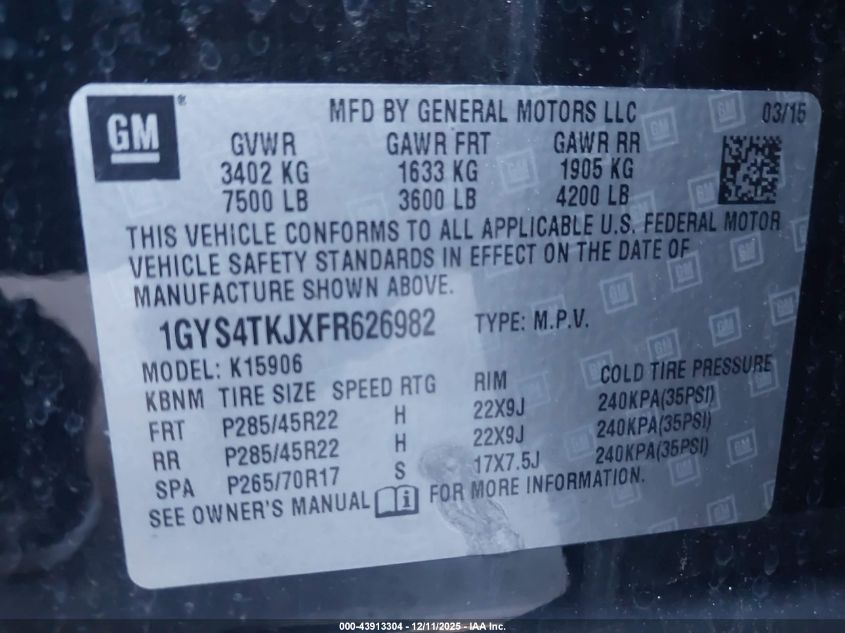 GM®
MFD BY GENERAL MOTORS LLC 03/15
GVWR GAWR FRT GAWR RR
3402 KG 1633 KG 1905 KG
7500 LB 3600 LB 4200 LB
THIS VEHICLE CONFORMS TO ALL APPLICABLE U.S. FEDERAL MOTOR
VEHICLE SAFETY STANDARDS IN EFFECT ON THE DATE OF
MANUFACTURE SHOWN ABOVE.
1GYS4TKJXFR626982 TYPE: M.P.V.
MODEL: K15906
KBNM TIRE SIZE SPEED RTG RIM COLD TIRE PRESSURE
FRT P285/45R22 H 22X9J 240KPA(35PSI)
RR P285/45R22 H 22X9J 240KPA(35PSI)
SPA P265/70R17 S 17X7.5J 240KPA(35PSI)
SEE OWNER'S MANUAL FOR MORE INFORMATION.
000-43913304 - 12/11/2025 - IAA Inc.